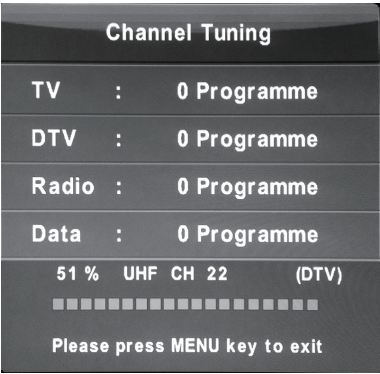 Channel Tuning
TV : 0 Programme
DTV : 0 Programme
Radio : 0 Programme
Data : 0 Programme
51 % UHF CH 22 (DTV)
Please press MENU key to exit